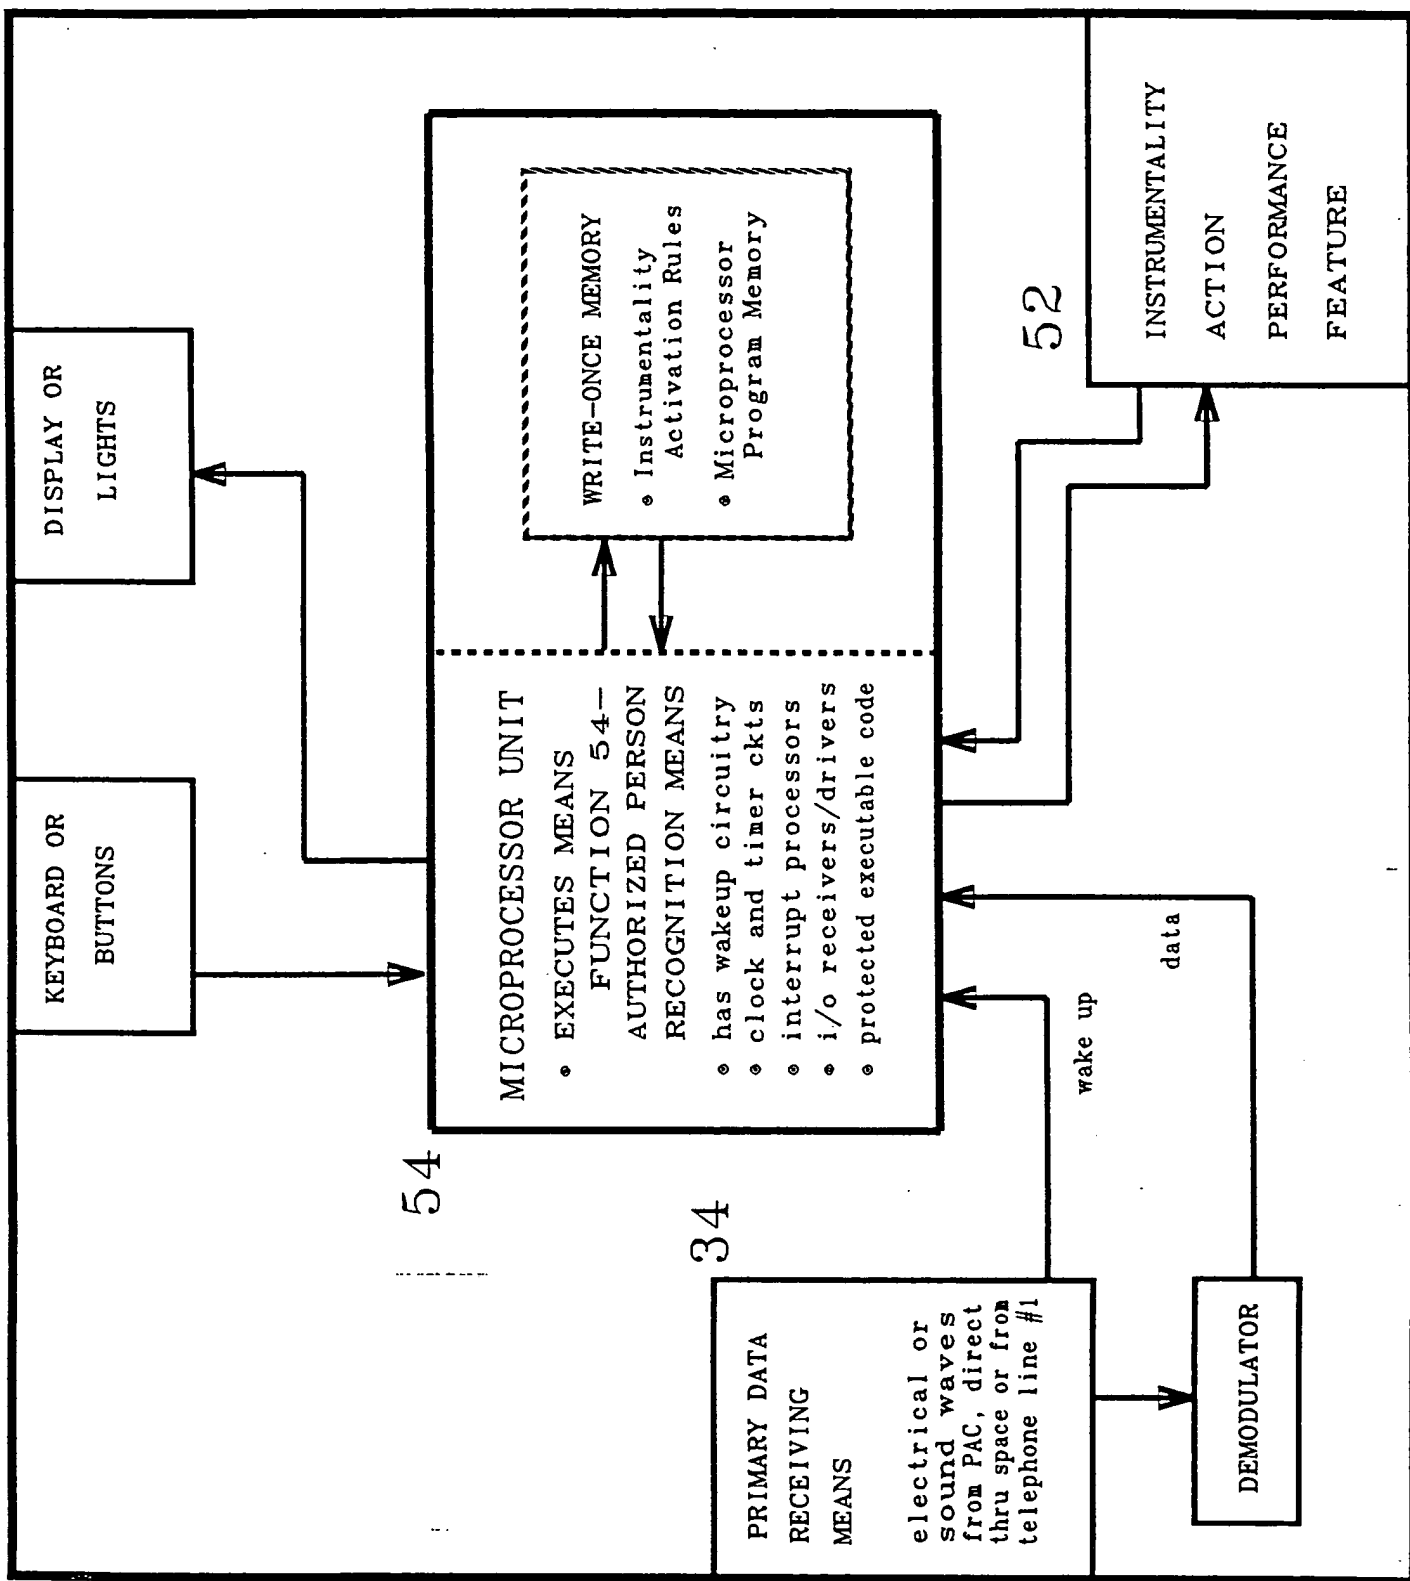 KEYBOARD OR
BUTTONS
DISPLAY OR
LIGHTS
54
MICROPROCESSOR UNIT
• EXECUTES MEANS
FUNCTION 54—
AUTHORIZED PERSON
RECOGNITION MEANS
• has wakeup circuitry
• clock and timer ckts
• interrupt processors
• i/o receivers/drivers
• protected executable code
WRITE-ONCE MEMORY
• Instrumentality
Activation Rules
• Microprocessor
Program Memory
34
PRIMARY DATA
RECEIVING
MEANS
electrical or
sound waves
from PAC, direct
thru space or from
telephone line #1
wake up
data
DEMODULATOR
52
INSTRUMENTALITY
ACTION
PERFORMANCE
FEATURE